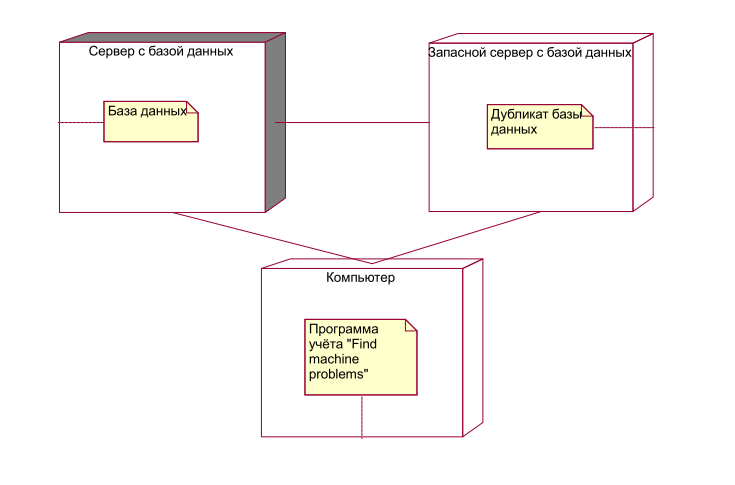 Сервер с базой данных
Запасной сервер с базой данных
База данных
Дубликат базы
данных
Компьютер
Программа
учёта "Find
machine
problems"